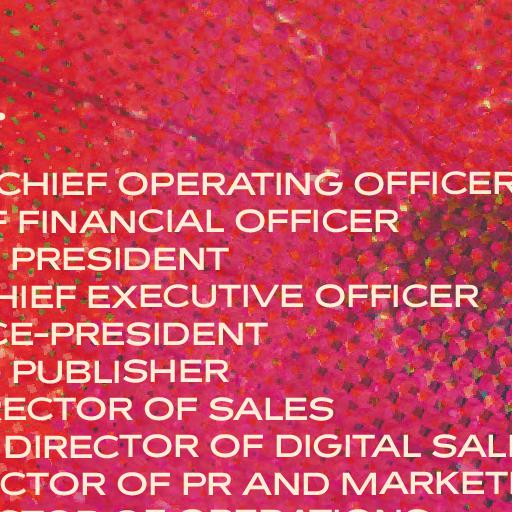 CHIEF OPERATING OFFICER
FINANCIAL OFFICER
PRESIDENT
HIEF EXECUTIVE OFFICER
CE-PRESIDENT
PUBLISHER
ECTOR OF SALES
DIRECTOR OF DIGITAL SAL
CTOR OF PR AND MARKET